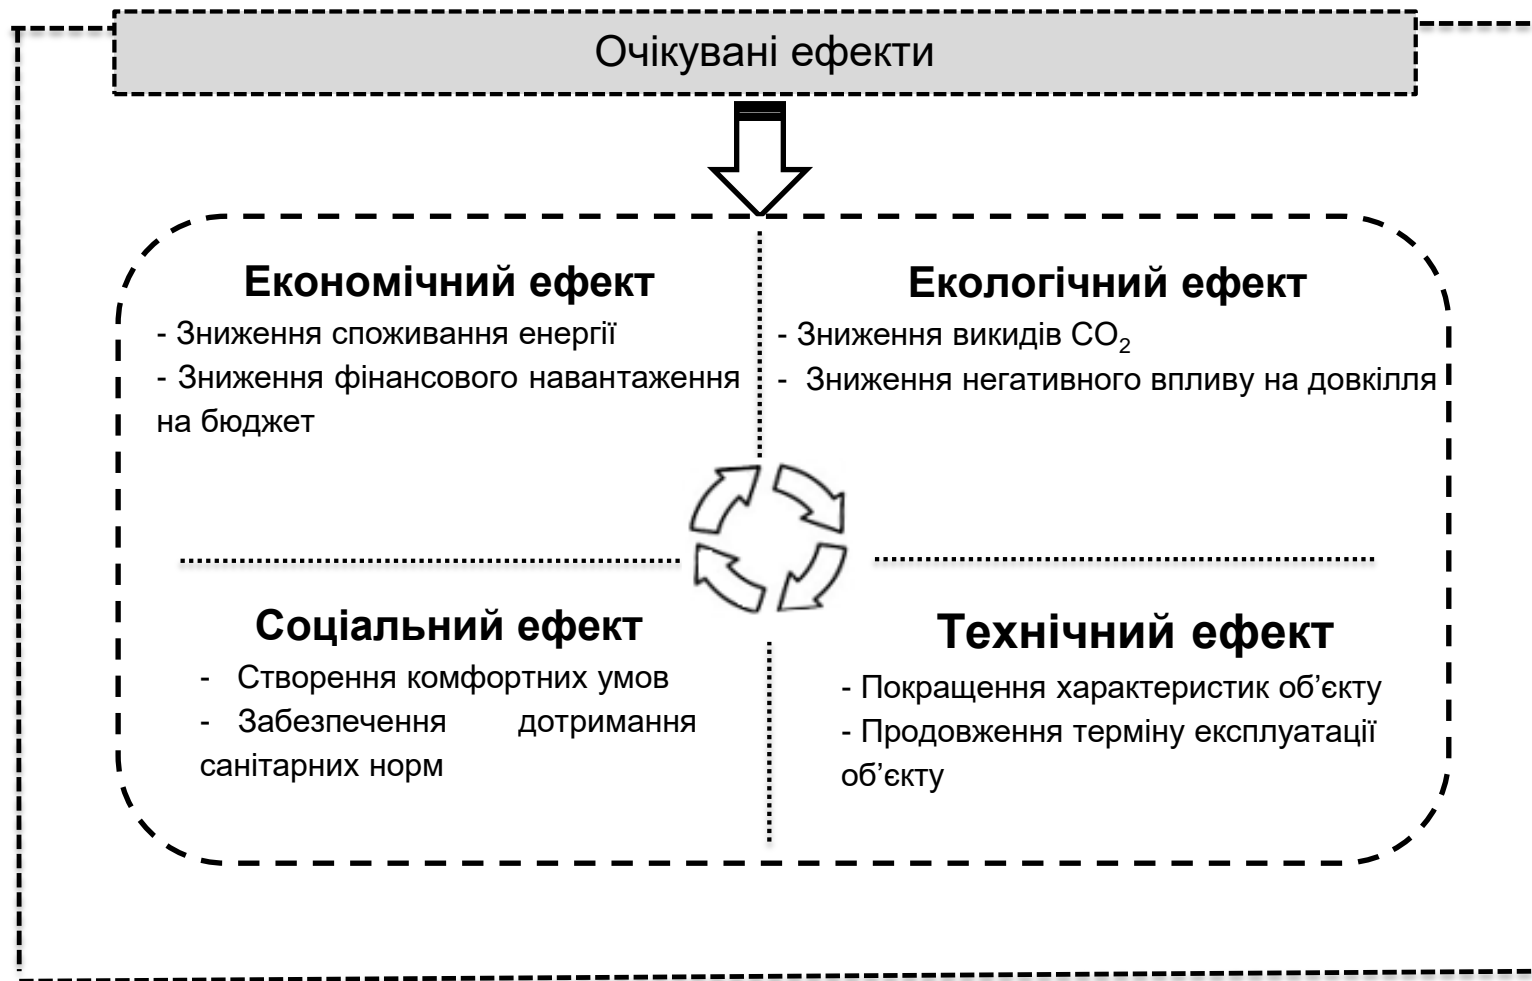 Очікувані ефекти
Економічний ефект
- Зниження споживання енергії
- Зниження фінансового навантаження
на бюджет
Екологічний ефект
- Зниження викидів СО₂
- Зниження негативного впливу на довкілля
Соціальний ефект
- Створення комфортних умов
- Забезпечення дотримання
санітарних норм
Технічний ефект
- Покращення характеристик об’єкту
- Продовження терміну експлуатації
об’єкту